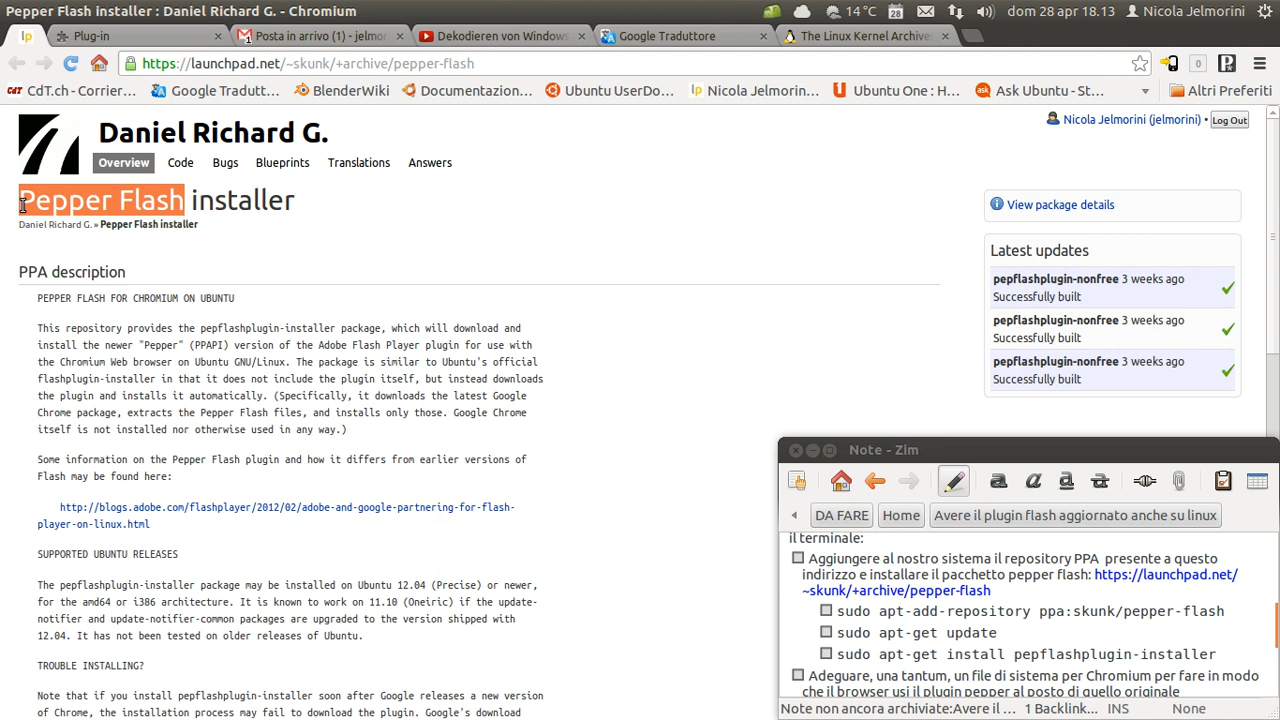 Pepper Flash installer : Daniel Richard G. - Chromium
14 °C
28
dom 28 apr 18.13
Nicola Jelmorini
lp
Plug-in
Posta in arrivo (1) - jelmo
Dekodieren von Windows
Google Traduttore
The Linux Kernel Archive
https://launchpad.net/~skunk/+archive/pepper-flash
0
CdT CdT.ch - Corrier...
Google Tradutt...
BlenderWiki
Documentazion...
Ubuntu UserDo...
lp Nicola Jelmorin...
Ubuntu One : H...
Ask Ubuntu - St...
Altri Preferiti
Daniel Richard G.
Nicola Jelmorini (jelmorini) • Log Out
Overview Code Bugs Blueprints Translations Answers
Pepper Flash installer
Daniel Richard G. » Pepper Flash installer
View package details
Latest updates
pepflashplugin-nonfree 3 weeks ago
Successfully built
pepflashplugin-nonfree 3 weeks ago
Successfully built
pepflashplugin-nonfree 3 weeks ago
Successfully built
PPA description
PEPPER FLASH FOR CHROMIUM ON UBUNTU
This repository provides the pepflashplugin-installer package, which will download and
install the newer "Pepper" (PPAPI) version of the Adobe Flash Player plugin for use with
the Chromium Web browser on Ubuntu GNU/Linux. The package is similar to Ubuntu's official
flashplugin-installer in that it does not include the plugin itself, but instead downloads
the plugin and installs it automatically. (Specifically, it downloads the latest Google
Chrome package, extracts the Pepper Flash files, and installs only those. Google Chrome
itself is not installed nor otherwise used in any way.)
Some information on the Pepper Flash plugin and how it differs from earlier versions of
Flash may be found here:
http://blogs.adobe.com/flashplayer/2012/02/adobe-and-google-partnering-for-flash-
player-on-linux.html
SUPPORTED UBUNTU RELEASES
The pepflashplugin-installer package may be installed on Ubuntu 12.04 (Precise) or newer,
for the amd64 or i386 architecture. It is known to work on 11.10 (Oneiric) if the update-
notifier and update-notifier-common packages are upgraded to the version shipped with
12.04. It has not been tested on older releases of Ubuntu.
TROUBLE INSTALLING?
Note that if you install pepflashplugin-installer soon after Google releases a new version
of Chrome, the installation process may fail to download the plugin. Google's download
Note - Zim
DA FARE Home Avere il plugin flash aggiornato anche su linux
il terminale:
Aggiungere al nostro sistema il repository PPA presente a questo
indirizzo e installare il pacchetto pepper flash: https://launchpad.net/
~skunk/+archive/pepper-flash
sudo apt-add-repository ppa:skunk/pepper-flash
sudo apt-get update
sudo apt-get install pepflashplugin-installer
Adeguare, una tantum, un file di sistema per Chromium per fare in modo
che il browser usi il plugin pepper al posto di quello originale
Note non ancora archiviate:Avere il ... 1 Backlink... INS None